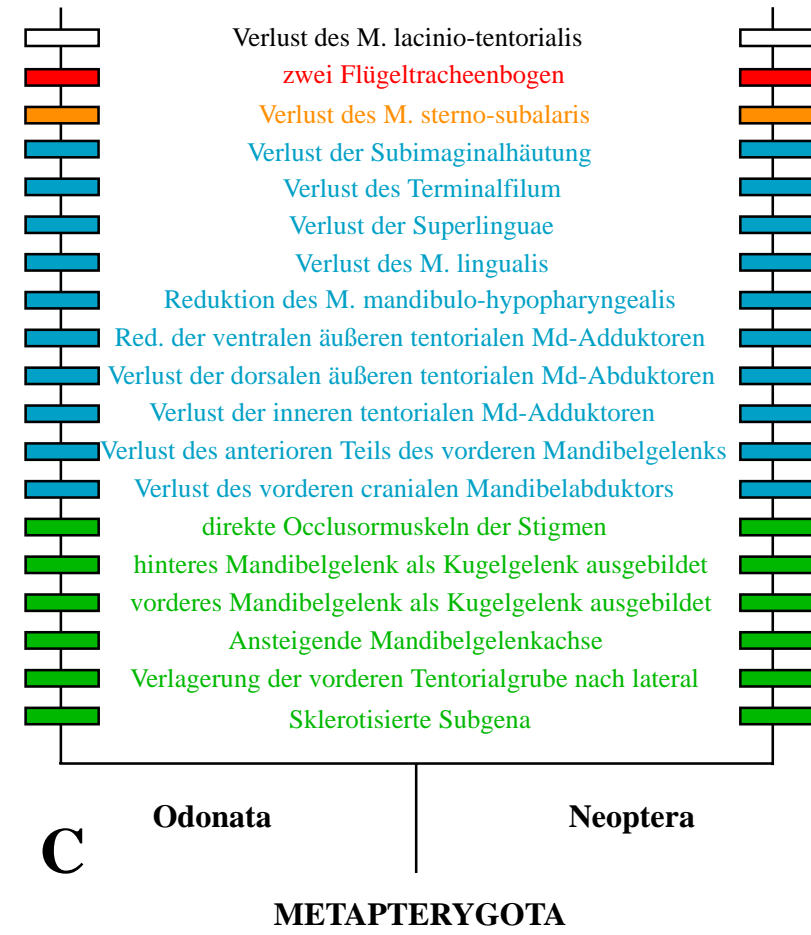 Verlust des M. lacinio-tentorialis
zwei Flügeltracheenbogen
Verlust des M. sterno-subalaris
Verlust der Subimaginalhäutung
Verlust des Terminalfilum
Verlust der Superlinguae
Verlust des M. lingualis
Reduktion des M. mandibulo-hypopharyngealis
Red. der ventralen äußeren tentorialen Md-Adduktoren
Verlust der dorsalen äußeren tentorialen Md-Abduktoren
Verlust der inneren tentorialen Md-Adduktoren
Verlust des anterioren Teils des vorderen Mandibelgelenks
Verlust des vorderen cranialen Mandibelabduktors
direkte Occlusormuskeln der Stigmen
hinteres Mandibelgelenk als Kugelgelenk ausgebildet
vorderes Mandibelgelenk als Kugelgelenk ausgebildet
Ansteigende Mandibelgelenkachse
Verlagerung der vorderen Tentorialgrube nach lateral
Sklerotisierte Subgena
Odonata Neoptera
C
METAPTERYGOTA